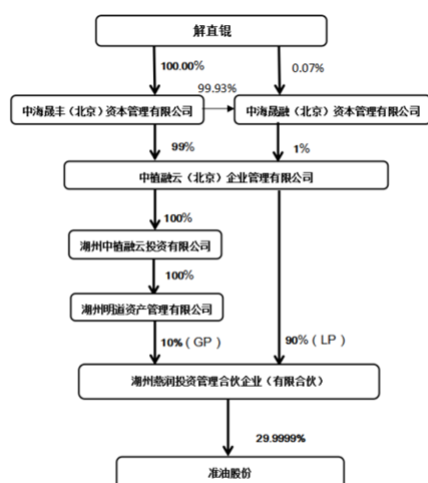 解直锟
100.00%
0.07%
99.93%
中海晟丰（北京）资本管理有限公司
中海晟融（北京）资本管理有限公司
99%
1%
中植融云（北京）企业管理有限公司
100%
湖州中植融云投资有限公司
100%
湖州明道资产管理有限公司
10%（GP）
90%（LP）
湖州燕润投资管理合伙企业（有限合伙）
29.9999%
准油股份